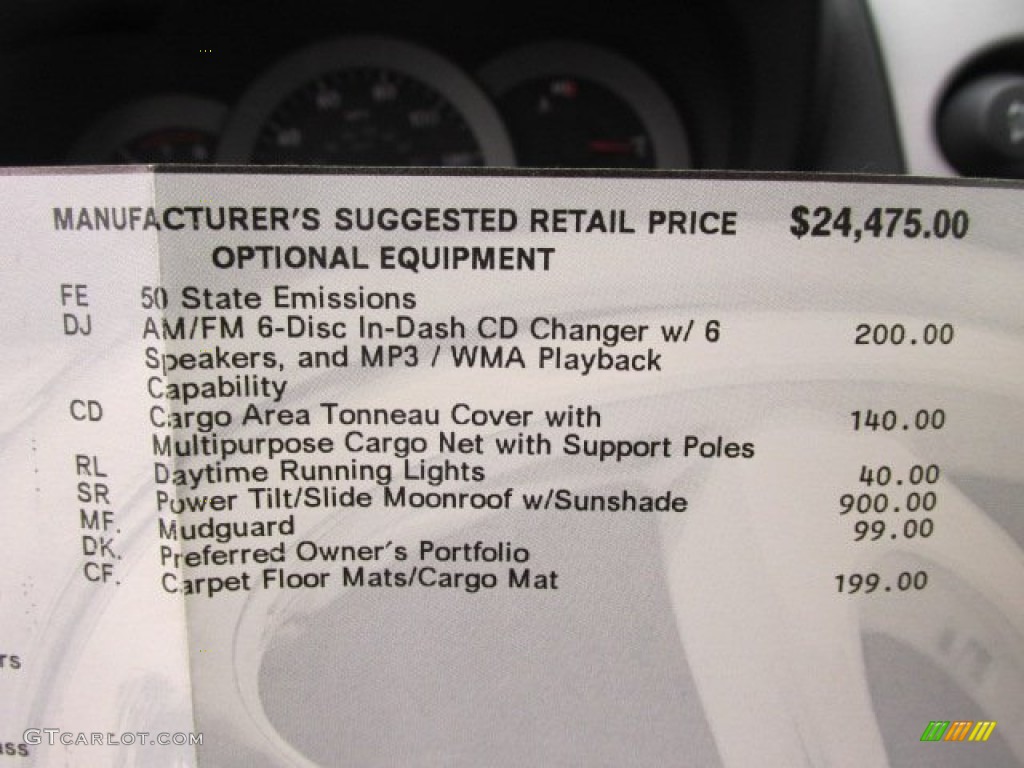 MANUFACTURER'S SUGGESTED RETAIL PRICE $24,475.00
OPTIONAL EQUIPMENT
FE 50 State Emissions
DJ AM/FM 6-Disc In-Dash CD Changer w/ 6 200.00
Speakers, and MP3 / WMA Playback
Capability
CD Cargo Area Tonneau Cover with 140.00
Multipurpose Cargo Net with Support Poles
RL Daytime Running Lights 40.00
SR Power Tilt/Slide Moonroof w/Sunshade 900.00
MF. Mudguard 99.00
DK. Preferred Owner's Portfolio
CF. Carpet Floor Mats/Cargo Mat 199.00
rs
ss
GTCARLOT.COM